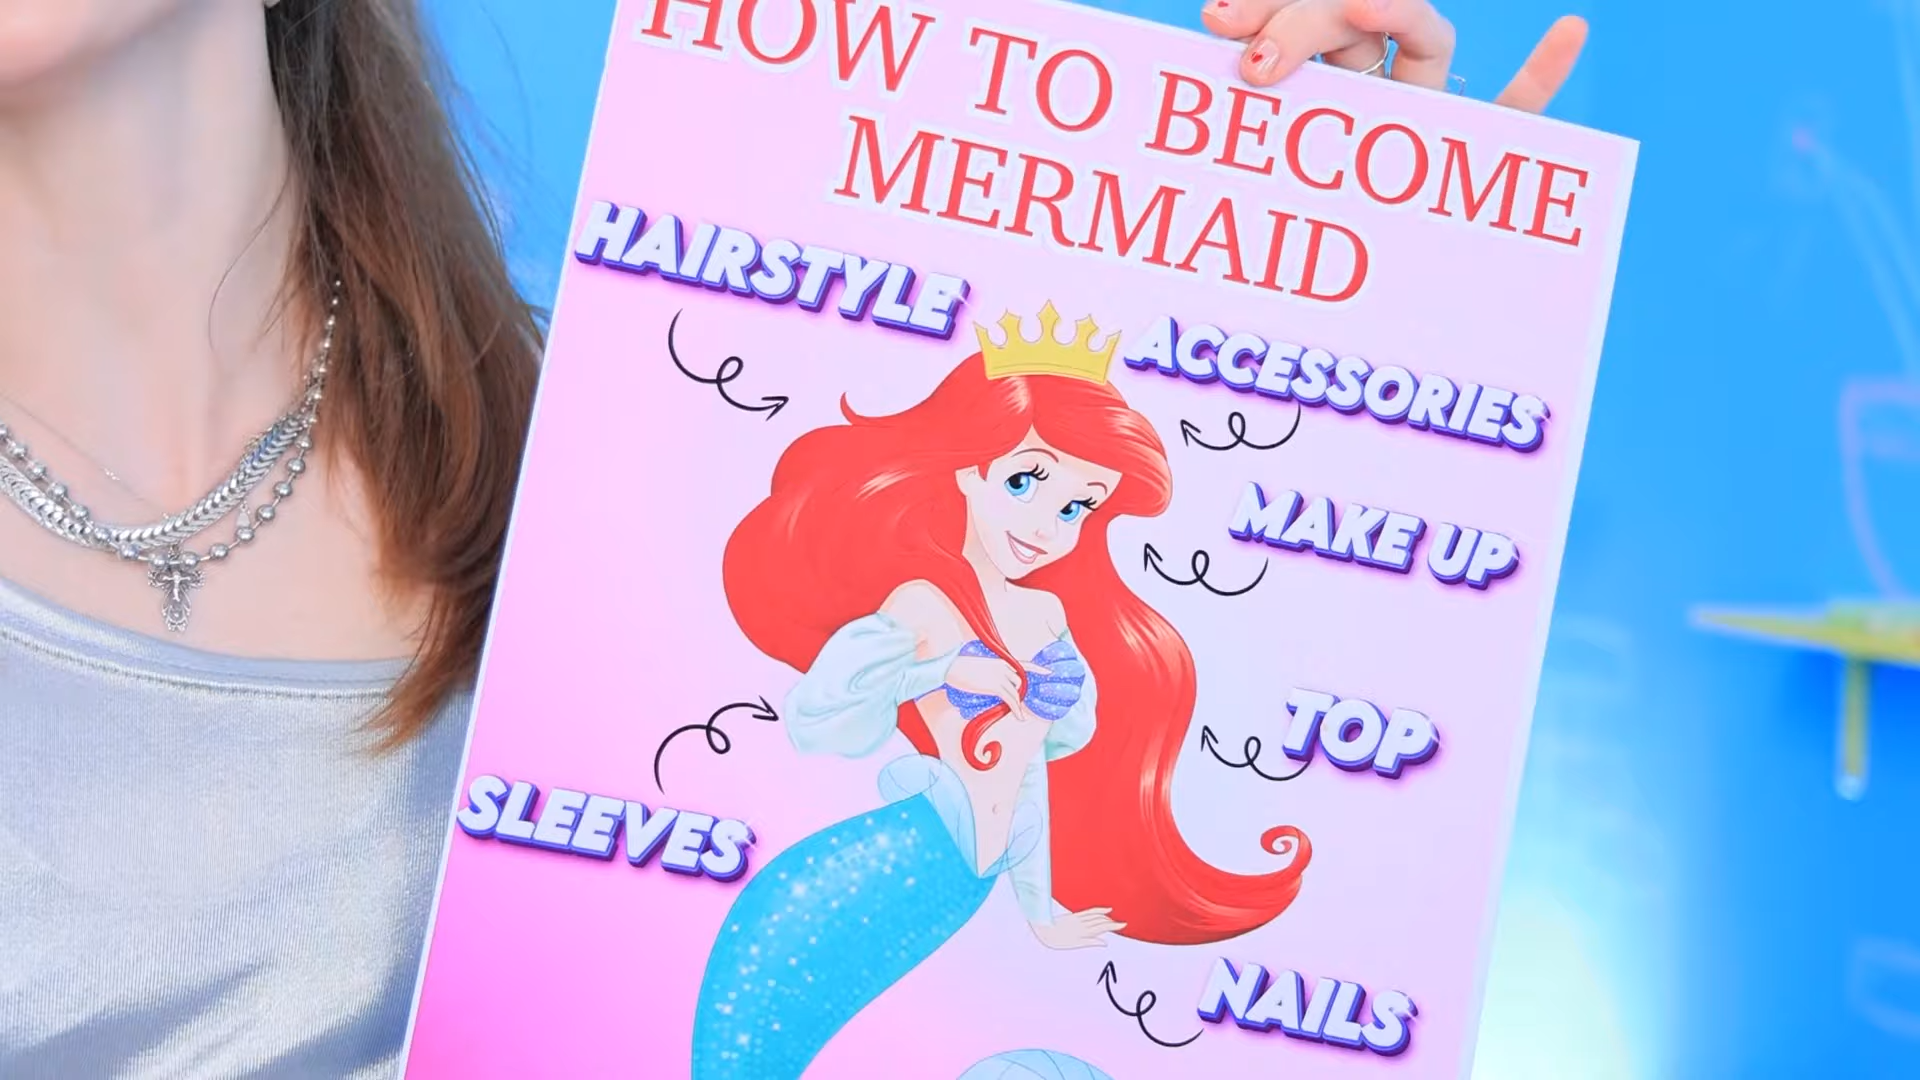 HOW TO BECOME
MERMAID
HAIRSTYLE
ACCESSORIES
MAKE UP
TOP
SLEEVES
NAILS